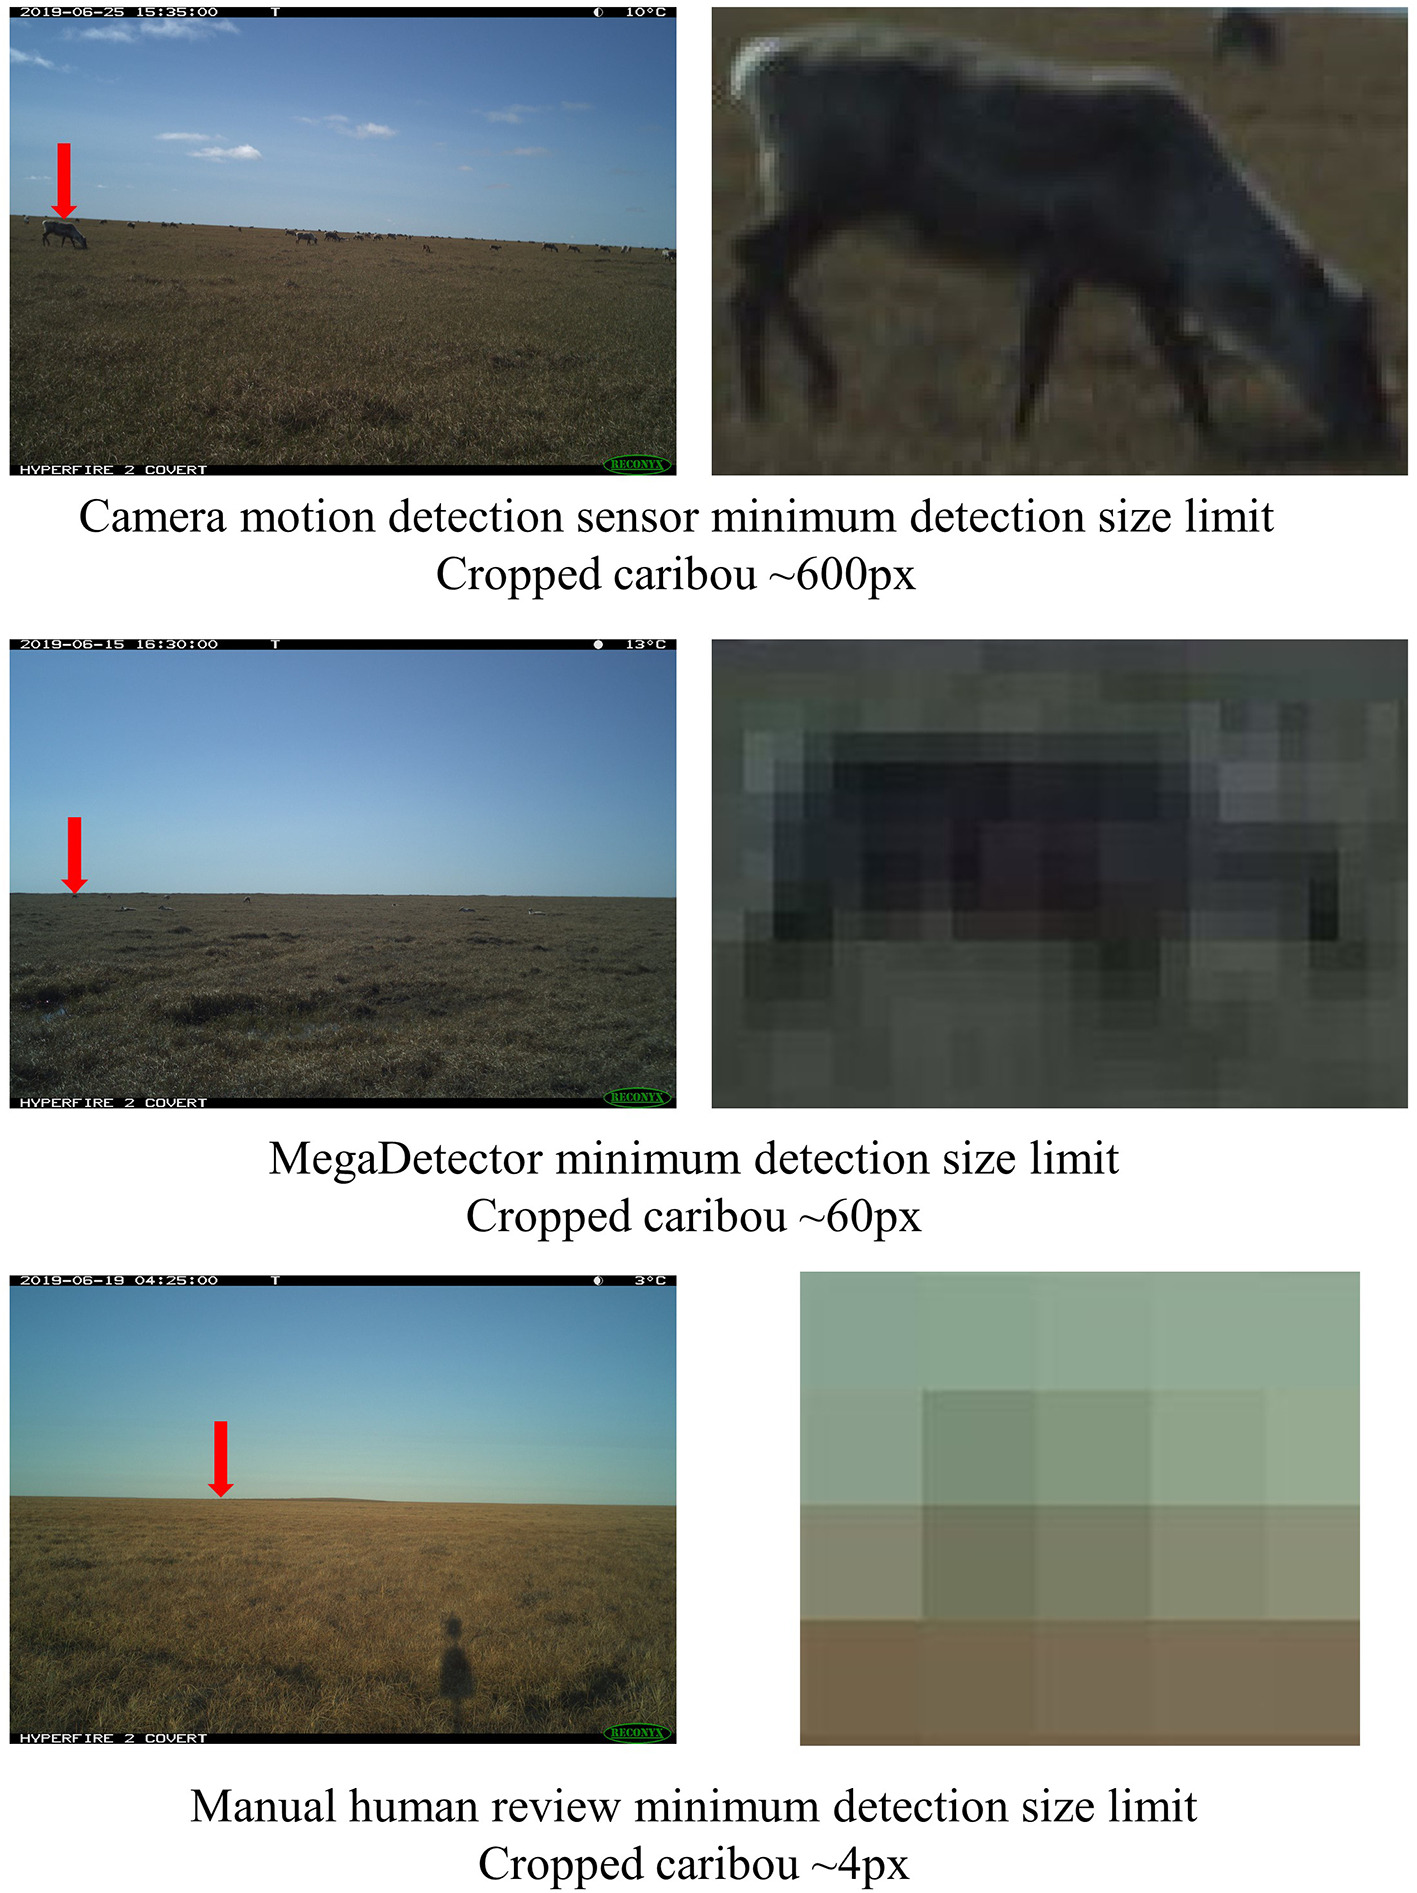 2019-06-25 15:35:00 T 10°C
HYPERFIRE 2 COVERT RECONYX
Camera motion detection sensor minimum detection size limit
Cropped caribou ~600px
2019-06-15 16:30:00 T 13°C
HYPERFIRE 2 COVERT RECONYX
MegaDetector minimum detection size limit
Cropped caribou ~60px
2019-06-19 04:25:00 T 3°C
HYPERFIRE 2 COVERT RECONYX
Manual human review minimum detection size limit
Cropped caribou ~4px